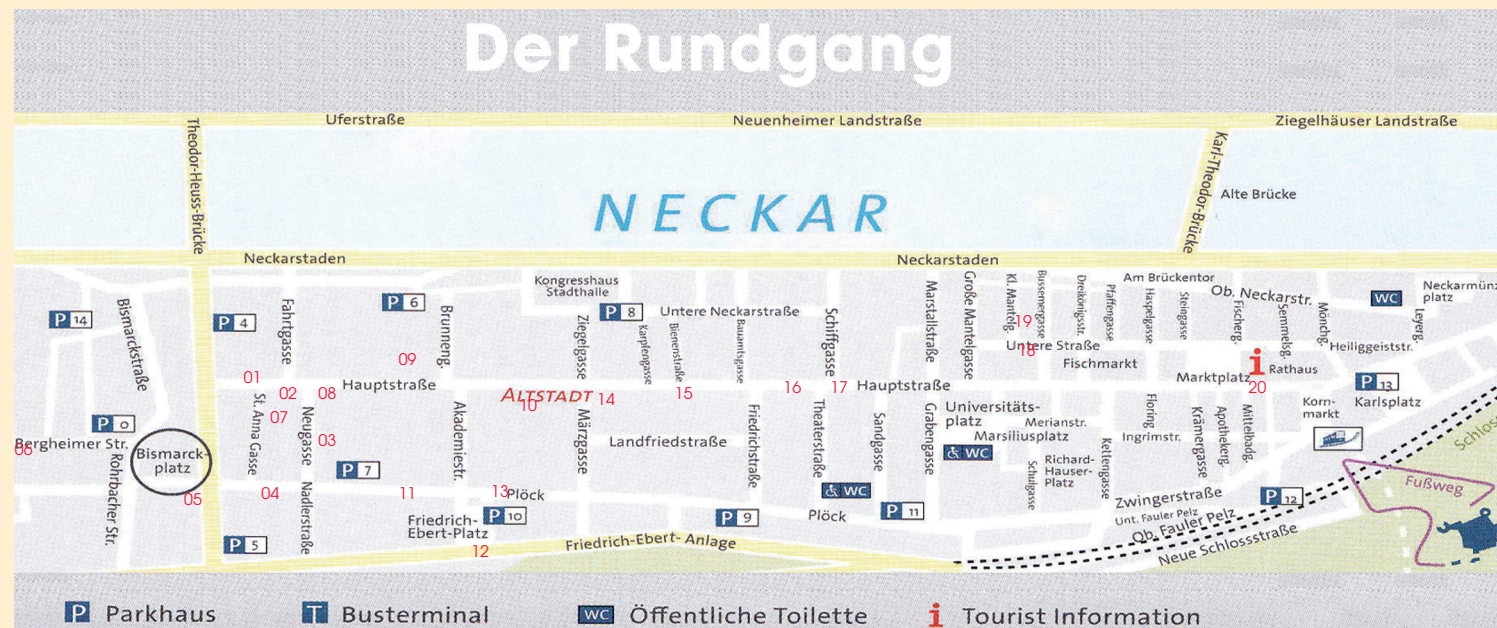 Der Rundgang
Uferstraße
Neuenheimer Landstraße
Ziegelhäuser Landstraße
Theodor-Heuss-Brücke
Karl-Theodor-Brücke
Alte Brücke
NECKAR
Neckarstaden
Neckarstaden
Kongresshaus
Stadthalle
Am Brückentor
Ob. Neckarstr.
Neckarmünz
platz
WC
P 14
Bismarckstraße
P 4
Fahrtgasse
P 6
Brunneng.
Ziegelgasse
P 8
Untere Neckarstraße
Karpfengasse
Bienenstraße
Bauamtsgasse
Schiffgasse
Marstallstraße
Große Mantelgasse
Kl. Mantelg.
Bussemergasse
Dreikönigsstr.
Pfaffengasse
Haspelgasse
Steingasse
Fischerg.
Semmelsg.
Mönchg.
Leyerg.
19
Untere Straße
18
Heiliggeiststr.
Fischmarkt
i
Rathaus
09
01
02
08
Hauptstraße
ALTSTADT
10
14
15
16
17
Hauptstraße
Marktplatz
20
P 13
Karlsplatz
P 0
St. Anna Gasse
07
Neugasse
03
Akademiestr.
Märzgasse
Landfriedstraße
Friedrichstraße
Theaterstraße
Sandgasse
Grabengasse
Universitäts-
platz
Merianstr.
Marsiliusplatz
WC
Floring
Ingrimstr.
Krämergasse
Apothekerg.
Mittelbadg.
Korn-
markt
06
Bergheimer Str.
Bismarck-
platz
Rohrbacher Str.
05
04
P 7
Nadlerstraße
11
13
Plöck
P 10
Friedrich-
Ebert-Platz
12
P 5
Friedrich-Ebert-Anlage
P 9
WC
Plöck
P 11
Schulgasse
Richard-
Hauser-
Platz
Kettengasse
Zwingerstraße
Unt. Fauler Pelz
Ob. Fauler Pelz
Neue Schlossstraße
P 12
Fußweg
Schloss
P Parkhaus
T Busterminal
WC Öffentliche Toilette
i Tourist Information